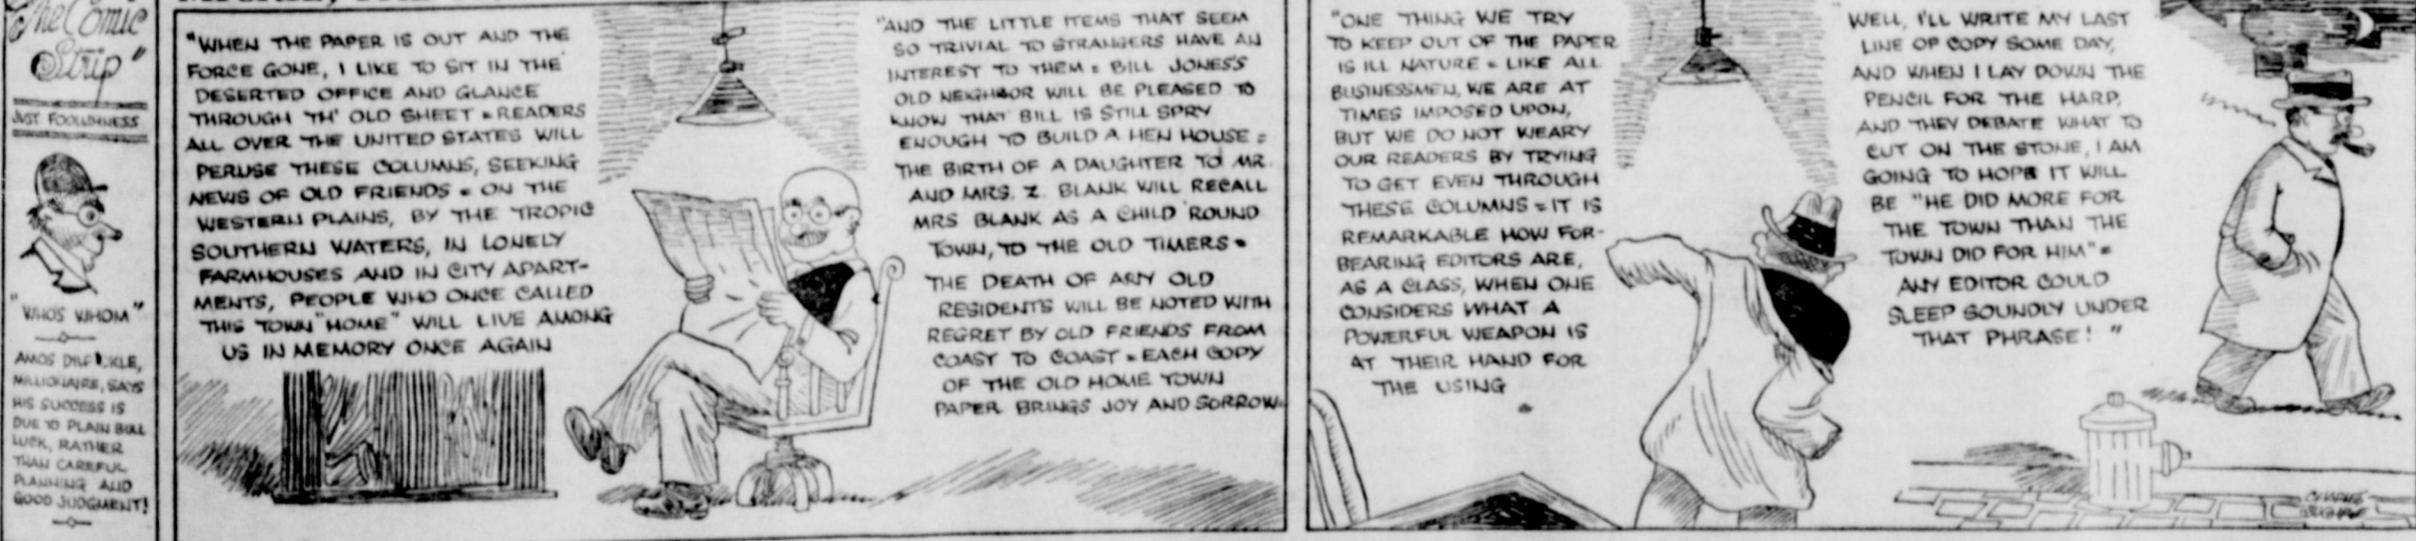 The Comic
Strip"
JUST FOOLISHNESS
"WHO'S WHOM"
AMOS DILPICKLE,
MILLIONAIRE, SAYS
HIS SUCCESS IS
DUE TO PLAIN BULL
LUCK, RATHER
THAN CAREFUL
PLANNING AND
GOOD JUDGMENT!
"WHEN THE PAPER IS OUT AND THE
FORCE GONE, I LIKE TO SIT IN THE
DESERTED OFFICE AND GLANCE
THROUGH TH' OLD SHEET = READERS
ALL OVER THE UNITED STATES WILL
PERUSE THESE COLUMNS, SEEKING
NEWS OF OLD FRIENDS = ON THE
WESTERN PLAINS, BY THE TROPIC
SOUTHERN WATERS, IN LONELY
FARMHOUSES AND IN CITY APART-
MENTS, PEOPLE WHO ONCE CALLED
THIS TOWN "HOME" WILL LIVE AMONG
US IN MEMORY ONCE AGAIN
"AND THE LITTLE ITEMS THAT SEEM
SO TRIVIAL TO STRANGERS HAVE AN
INTEREST TO THEM = BILL JONES'S
OLD NEIGHBOR WILL BE PLEASED TO
KNOW THAT BILL IS STILL SPRY
ENOUGH TO BUILD A HEN HOUSE =
THE BIRTH OF A DAUGHTER TO MR.
AND MRS. Z. BLANK WILL RECALL
MRS BLANK AS A CHILD 'ROUND
TOWN, TO THE OLD TIMERS =
THE DEATH OF ANY OLD
RESIDENTS WILL BE NOTED WITH
REGRET BY OLD FRIENDS FROM
COAST TO COAST = EACH COPY
OF THE OLD HOME TOWN
PAPER BRINGS JOY AND SORROW=
"ONE THING WE TRY
TO KEEP OUT OF THE PAPER
IS ILL NATURE = LIKE ALL
BUSINESSMEN, WE ARE AT
TIMES IMPOSED UPON,
BUT WE DO NOT WEARY
OUR READERS BY TRYING
TO GET EVEN THROUGH
THESE COLUMNS = IT IS
REMARKABLE HOW FOR-
BEARING EDITORS ARE,
AS A CLASS, WHEN ONE
CONSIDERS WHAT A
POWERFUL WEAPON IS
AT THEIR HAND FOR
THE USING
WELL, I'LL WRITE MY LAST
LINE OF COPY SOME DAY,
AND WHEN I LAY DOWN THE
PENCIL FOR THE HARP,
AND THEY DEBATE WHAT TO
CUT ON THE STONE, I AM
GOING TO HOPE IT WILL
BE "HE DID MORE FOR
THE TOWN THAN THE
TOWN DID FOR HIM" =
ANY EDITOR COULD
SLEEP SOUNDLY UNDER
THAT PHRASE! "
CHARLES
SUGHROE